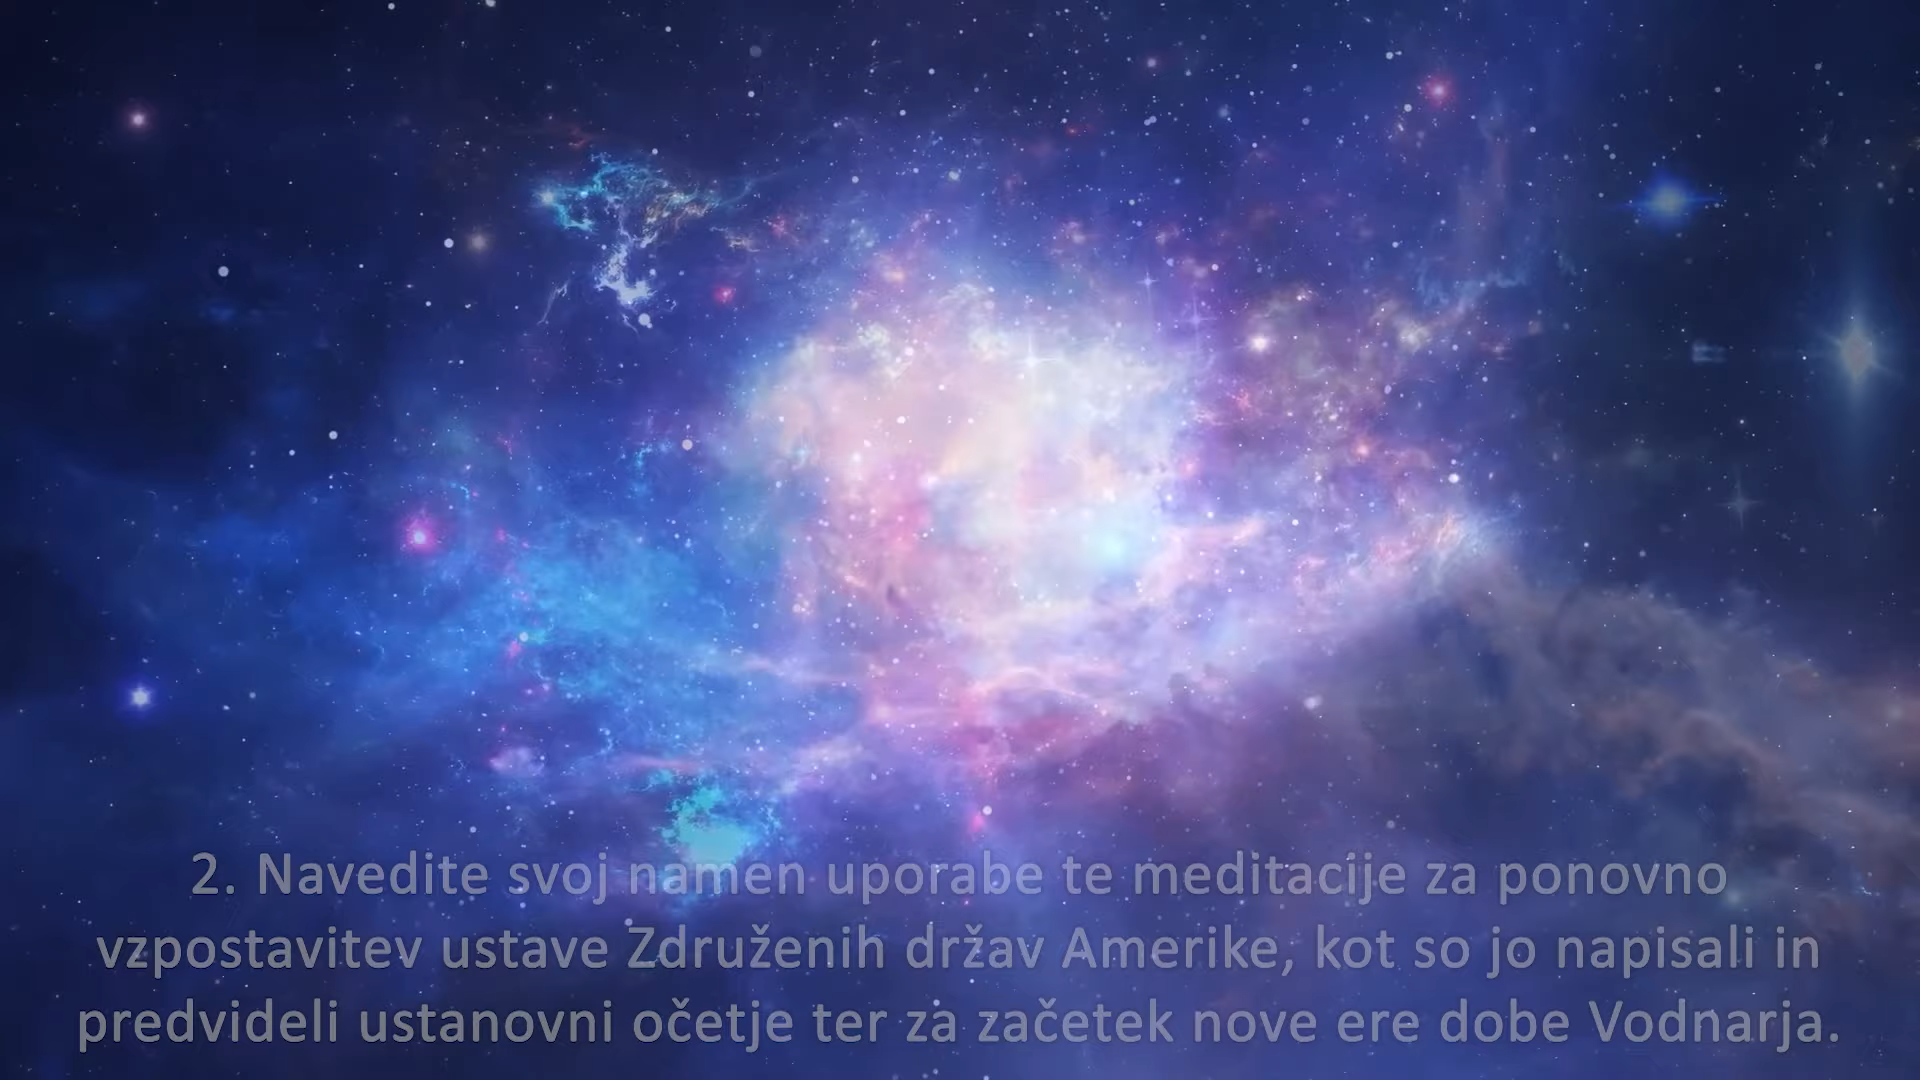 2. Navedite svoj namen uporabe te meditacije za ponovno
vzpostavitev ustave Združenih držav Amerike, kot so jo napisali in
predvideli ustanovni očetje ter za začetek nove ere dobe Vodnarja.